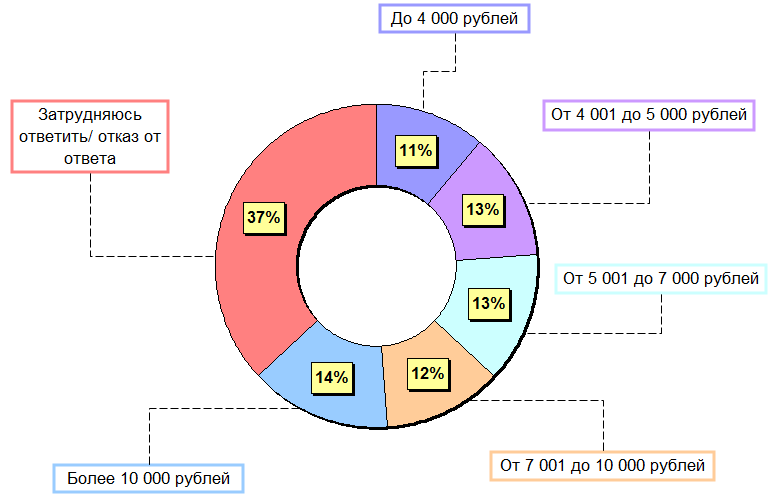 До 4 000 рублей
От 4 001 до 5 000 рублей
Затрудняюсь
ответить/ отказ от
ответа
11%
13%
37%
От 5 001 до 7 000 рублей
13%
12%
14%
От 7 001 до 10 000 рублей
Более 10 000 рублей